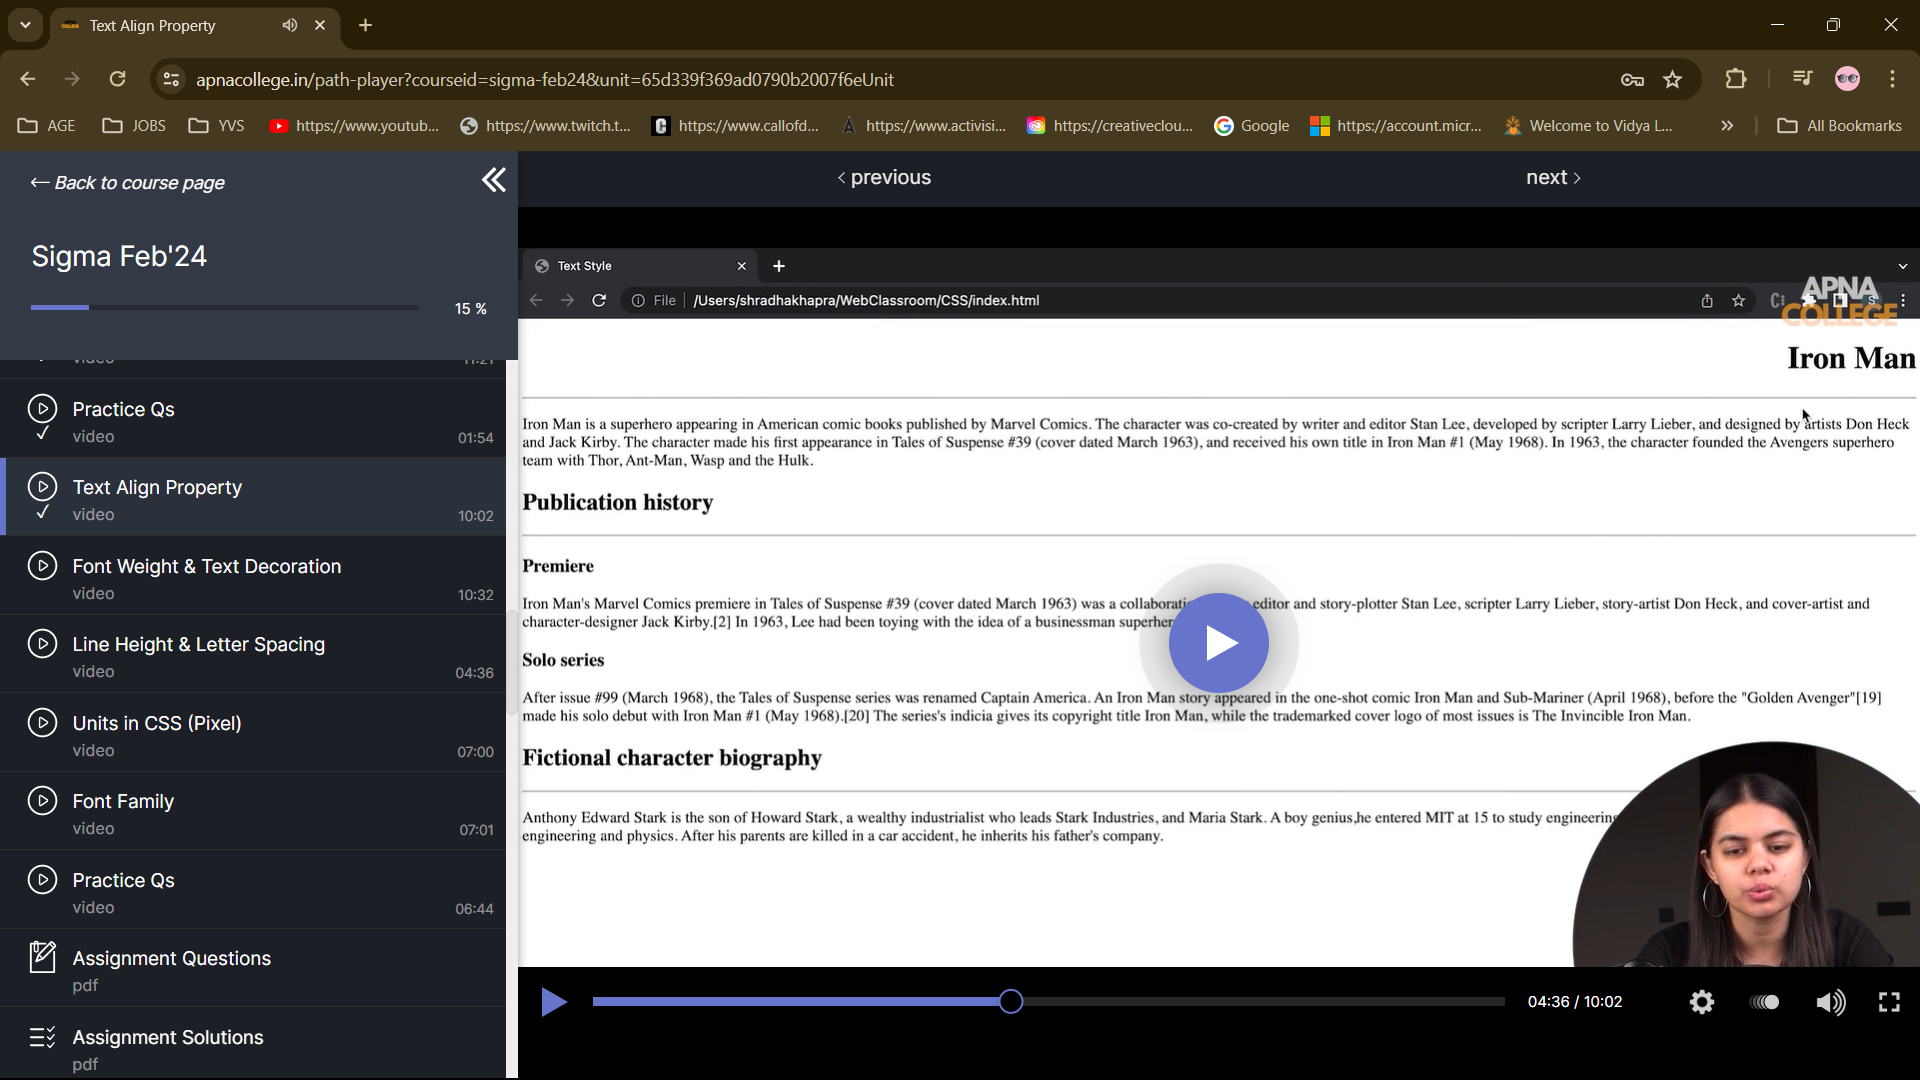 Text Align Property
apnacollege.in/path-player?courseid=sigma-feb24&unit=65d339f369ad0790b2007f6eUnit
AGE
JOBS
YVS
https://www.youtub...
https://www.twitch.t...
https://www.callofd...
https://www.activisi...
https://creativeclou...
Google
https://account.micr...
Welcome to Vidya L...
All Bookmarks
Back to course page
Sigma Feb'24
15 %
video
11:21
Practice Qs
video
01:54
Text Align Property
video
10:02
Font Weight & Text Decoration
video
10:32
Line Height & Letter Spacing
video
04:36
Units in CSS (Pixel)
video
07:00
Font Family
video
07:01
Practice Qs
video
06:44
Assignment Questions
pdf
Assignment Solutions
pdf
previous
next
Text Style
File
/Users/shradhakhapra/WebClassroom/CSS/index.html
APNA
COLLEGE
Iron Man
Iron Man is a superhero appearing in American comic books published by Marvel Comics. The character was co-created by writer and editor Stan Lee, developed by scripter Larry Lieber, and designed by artists Don Heck
and Jack Kirby. The character made his first appearance in Tales of Suspense #39 (cover dated March 1963), and received his own title in Iron Man #1 (May 1968). In 1963, the character founded the Avengers superhero
team with Thor, Ant-Man, Wasp and the Hulk.
Publication history
Premiere
Iron Man's Marvel Comics premiere in Tales of Suspense #39 (cover dated March 1963) was a editor and story-plotter Stan Lee, scripter Larry Lieber, story-artist Don Heck, and cover-artist and
character-designer Jack Kirby.[2] In 1963, Lee had been toying with the idea of a businessman
Solo series
After issue #99 (March 1968), the Tales of Suspense series was renamed Captain America. An Iron Man story appeared in the one-shot comic Iron Man and Sub-Mariner (April 1968), before the "Golden Avenger"[19]
made his solo debut with Iron Man #1 (May 1968).[20] The series's indicia gives its copyright title Iron Man, while the trademarked cover logo of most issues is The Invincible Iron Man.
Fictional character biography
Anthony Edward Stark is the son of Howard Stark, a wealthy industrialist who leads Stark Industries, and Maria Stark. A boy genius,he entered MIT at 15 to study engineering
engineering and physics. After his parents are killed in a car accident, he inherits his father's company.
04:36 / 10:02